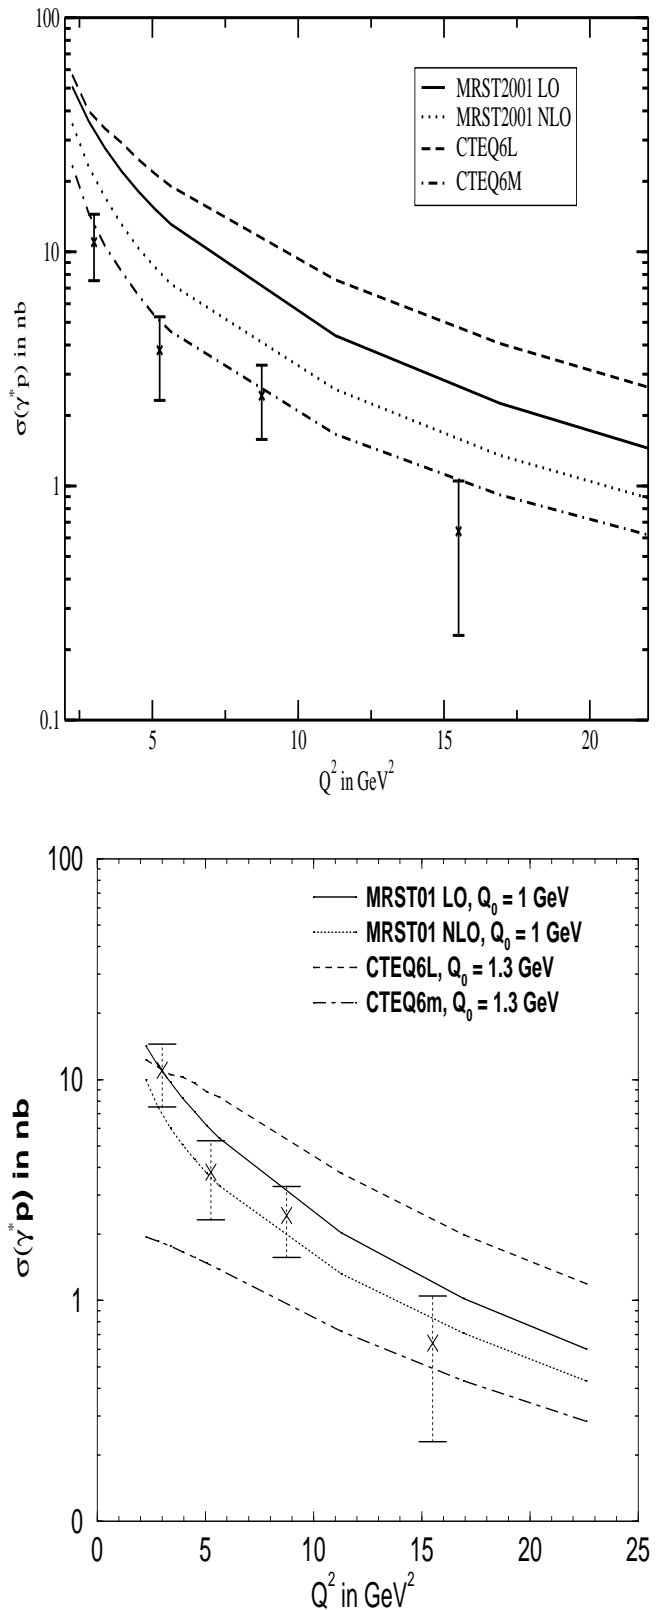 100
MRST2001 LO
MRST2001 NLO
CTEQ6L
CTEQ6M
10
σ(γ*p) in nb
1
0.1
5 10 15 20
Q² in GeV²
100
MRST01 LO, Q₀ = 1 GeV
MRST01 NLO, Q₀ = 1 GeV
CTEQ6L, Q₀ = 1.3 GeV
CTEQ6m, Q₀ = 1.3 GeV
10
σ(γ*p) in nb
1
0
0 5 10 15 20 25
Q² in GeV²